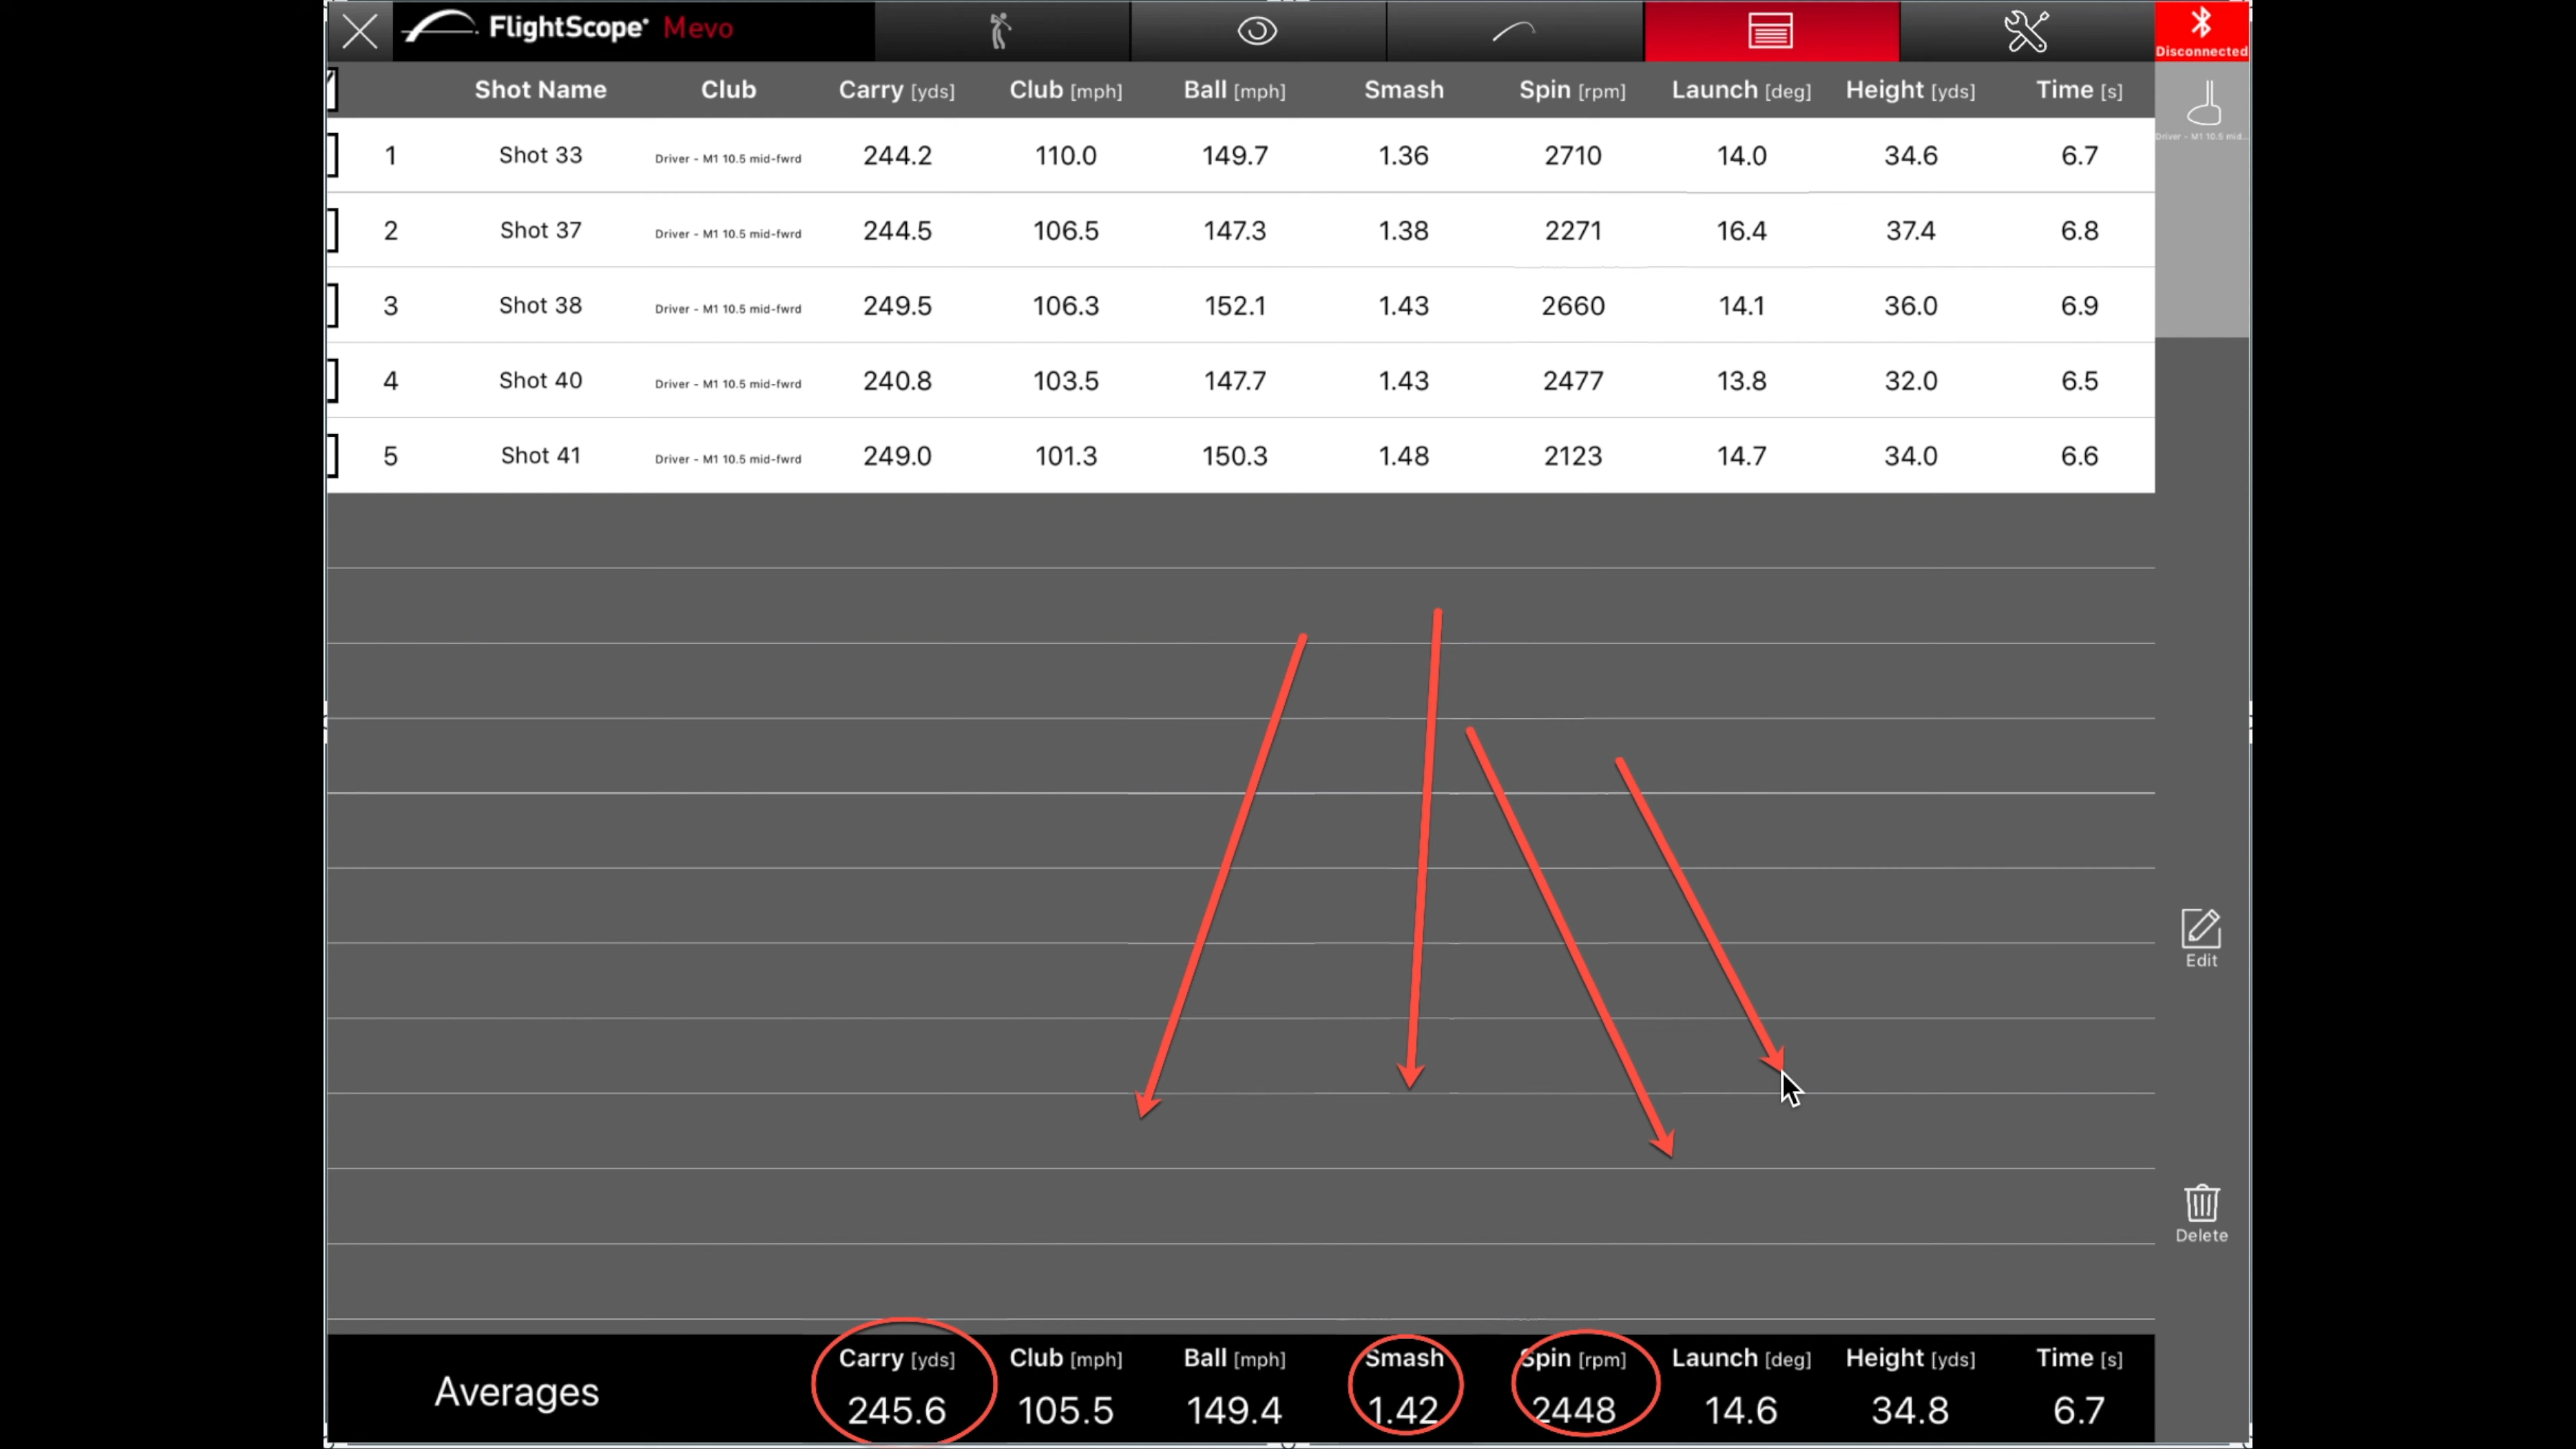 FlightScope® Mevo
Disconnected
Shot Name Club Carry [yds] Club [mph] Ball [mph] Smash Spin [rpm] Launch [deg] Height [yds] Time [s]
Driver - M1 10.5 mid...
1 Shot 33 Driver - M1 10.5 mid-fwrd 244.2 110.0 149.7 1.36 2710 14.0 34.6 6.7
2 Shot 37 Driver - M1 10.5 mid-fwrd 244.5 106.5 147.3 1.38 2271 16.4 37.4 6.8
3 Shot 38 Driver - M1 10.5 mid-fwrd 249.5 106.3 152.1 1.43 2660 14.1 36.0 6.9
4 Shot 40 Driver - M1 10.5 mid-fwrd 240.8 103.5 147.7 1.43 2477 13.8 32.0 6.5
5 Shot 41 Driver - M1 10.5 mid-fwrd 249.0 101.3 150.3 1.48 2123 14.7 34.0 6.6
Edit
Delete
Carry [yds] Club [mph] Ball [mph] Smash Spin [rpm] Launch [deg] Height [yds] Time [s]
Averages 245.6 105.5 149.4 1.42 2448 14.6 34.8 6.7